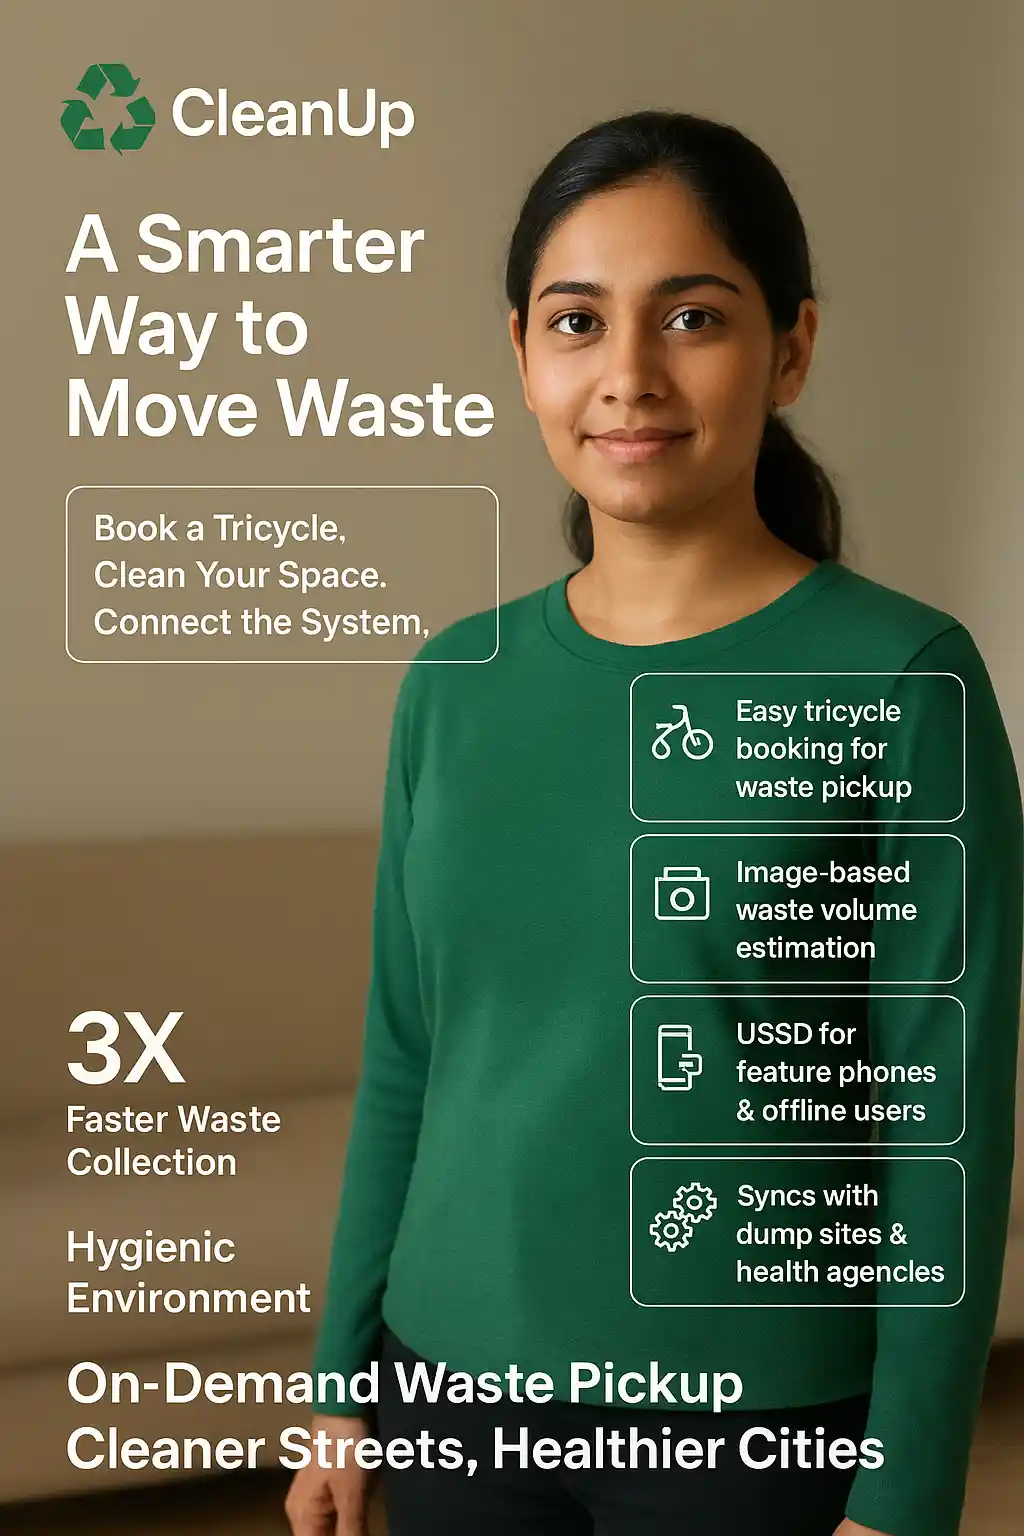 CleanUp
A Smarter
Way to
Move Waste
Book a Tricycle,
Clean Your Space.
Connect the System,
Easy tricycle
booking for
waste pickup
Image-based
waste volume
estimation
USSD for
feature phones
& offline users
Syncs with
dump sites &
health agencies
3X
Faster Waste
Collection
Hygienic
Environment
On-Demand Waste Pickup
Cleaner Streets, Healthier Cities